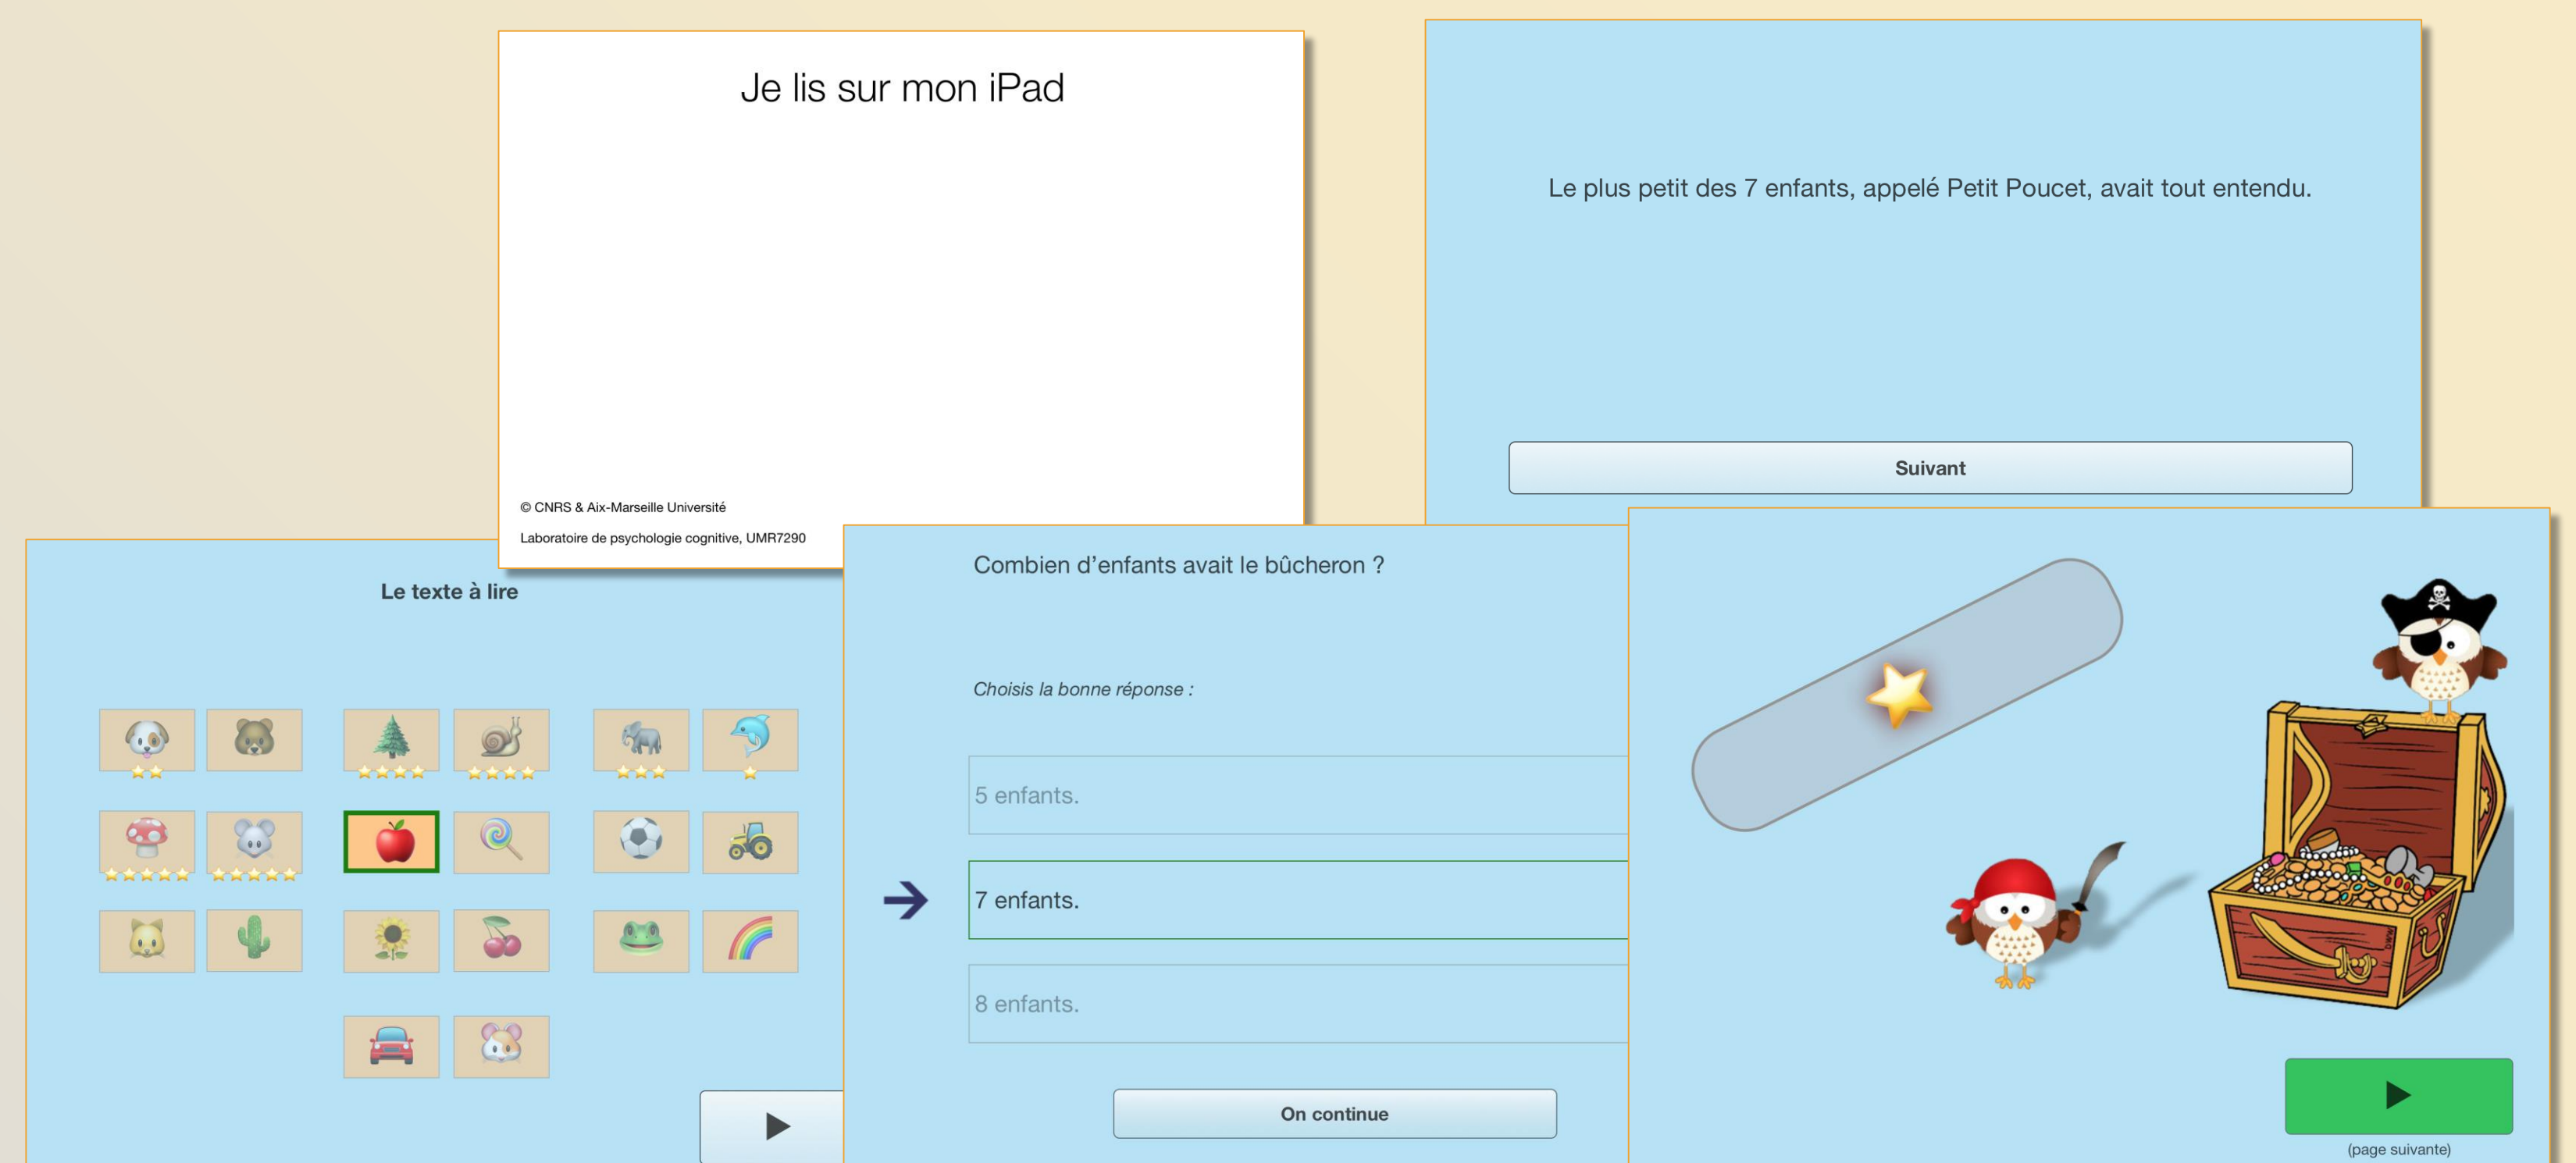 Je lis sur mon iPad
© CNRS & Aix-Marseille Université
Laboratoire de psychologie cognitive, UMR7290
Le plus petit des 7 enfants, appelé Petit Poucet, avait tout entendu.
Suivant
Le texte à lire
Combien d’enfants avait le bûcheron ?
Choisis la bonne réponse :
5 enfants.
7 enfants.
8 enfants.
On continue
(page suivante)